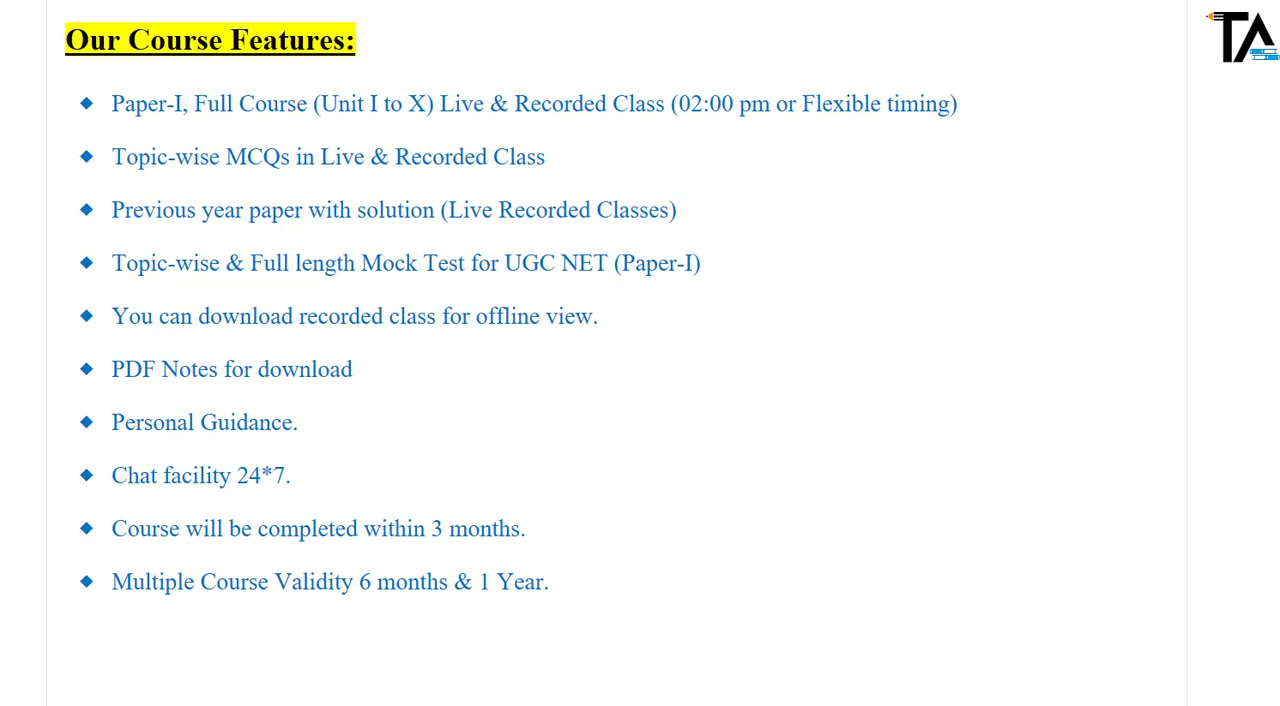 Our Course Features:
TA
Paper-I, Full Course (Unit I to X) Live & Recorded Class (02:00 pm or Flexible timing)
Topic-wise MCQs in Live & Recorded Class
Previous year paper with solution (Live Recorded Classes)
Topic-wise & Full length Mock Test for UGC NET (Paper-I)
You can download recorded class for offline view.
PDF Notes for download
Personal Guidance.
Chat facility 24*7.
Course will be completed within 3 months.
Multiple Course Validity 6 months & 1 Year.